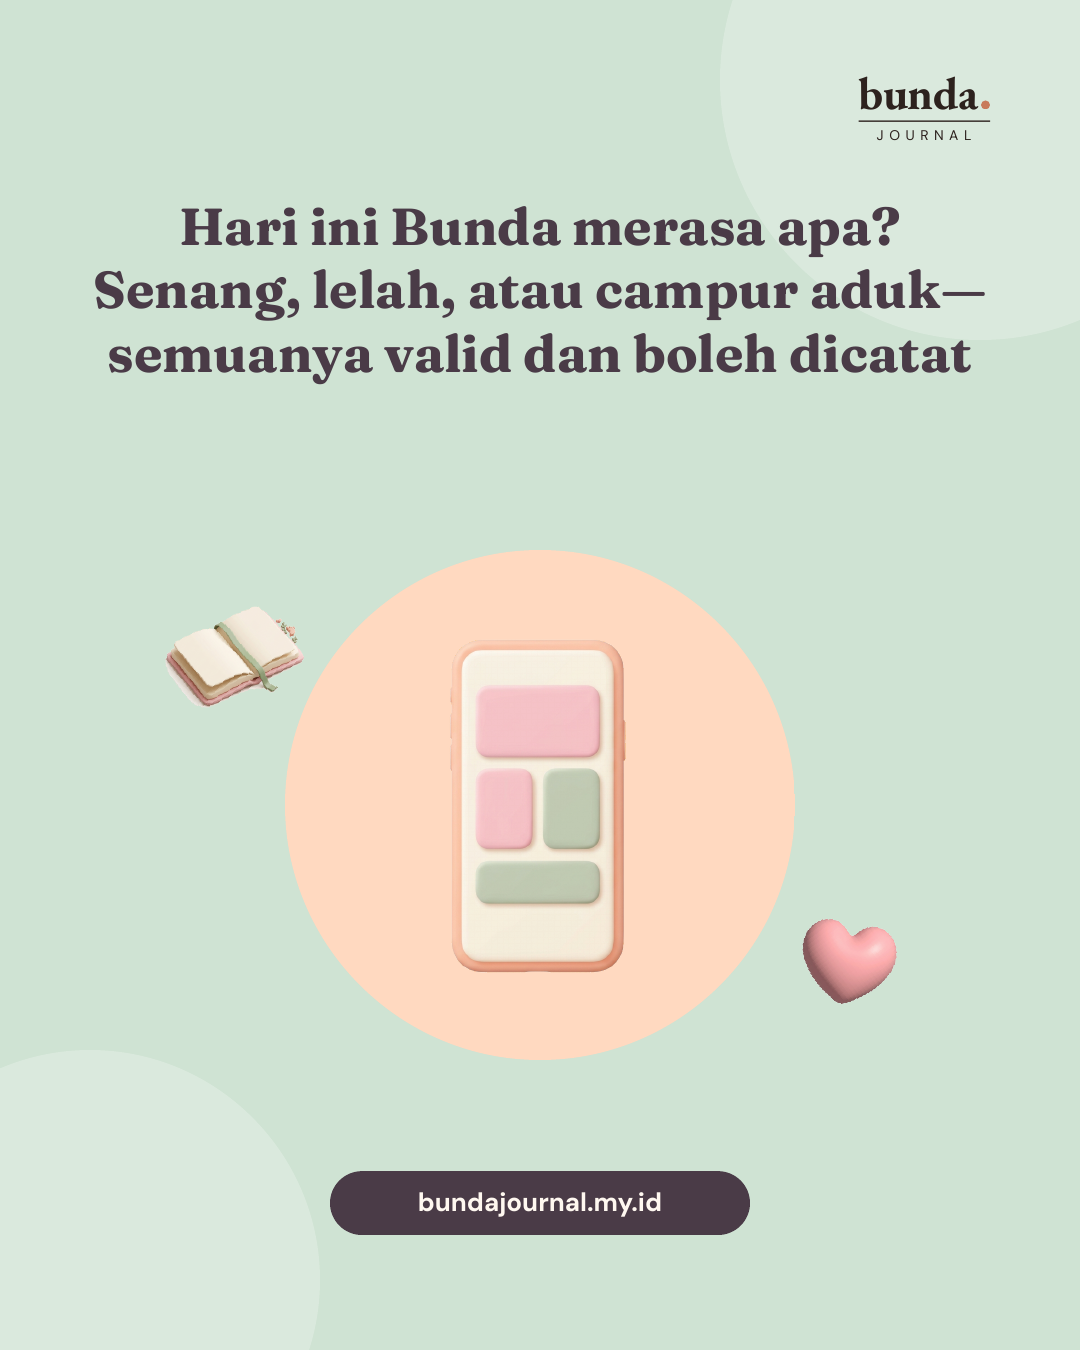 bunda.
JOURNAL
Hari ini Bunda merasa apa?
Senang, lelah, atau campur aduk—
semuanya valid dan boleh dicatat
bundajournal.my.id